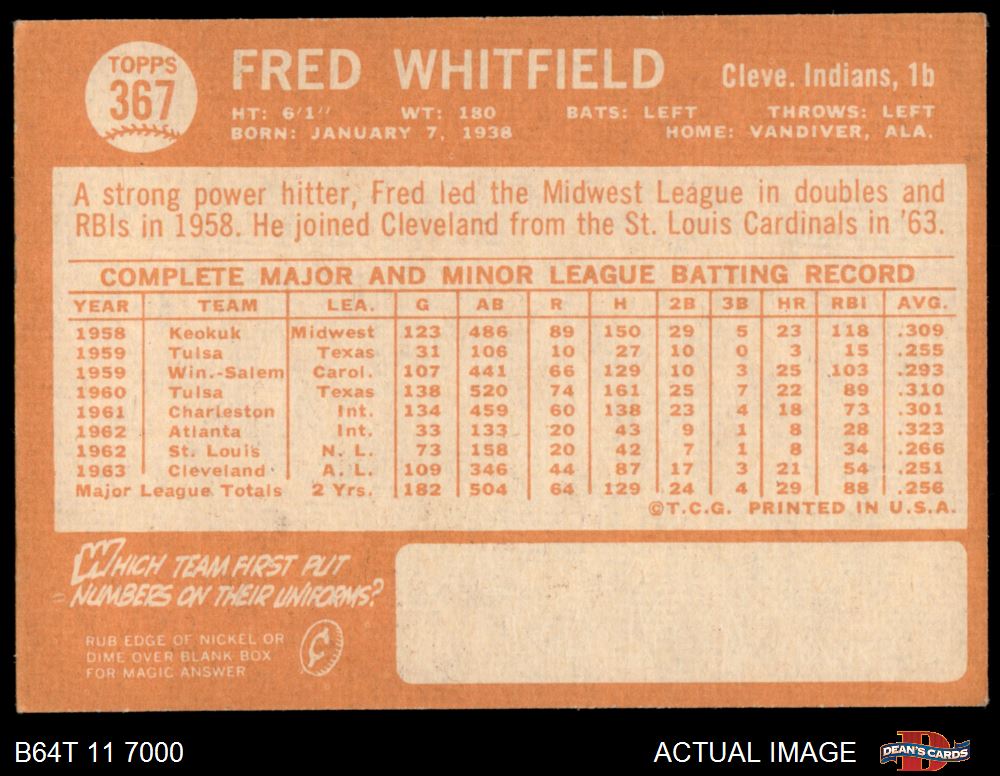 TOPPS
367
FRED WHITFIELD
Cleve. Indians, 1b
HT: 6'1" WT: 180 BATS: LEFT THROWS: LEFT
BORN: JANUARY 7, 1938 HOME: VANDIVER, ALA.
A strong power hitter, Fred led the Midwest League in doubles and
RBIs in 1958. He joined Cleveland from the St. Louis Cardinals in '63.
COMPLETE MAJOR AND MINOR LEAGUE BATTING RECORD
YEAR TEAM LEA. G AB R H 2B 3B HR RBI AVG.
1958 Keokuk Midwest 123 486 89 150 29 5 23 118 .309
1959 Tulsa Texas 31 106 10 27 10 0 3 15 .255
1959 Win.-Salem Carol. 107 441 66 129 10 3 25 103 .293
1960 Tulsa Texas 138 520 74 161 25 7 22 89 .310
1961 Charleston Int. 134 459 60 138 23 4 18 73 .301
1962 Atlanta Int. 33 133 20 43 9 1 8 28 .323
1962 St. Louis N. L. 73 158 20 42 7 1 8 34 .266
1963 Cleveland A. L. 109 346 44 87 17 3 21 54 .251
Major League Totals 2 Yrs. 182 504 64 129 24 4 29 88 .256
©T.C.G. PRINTED IN U.S.A.
WHICH TEAM FIRST PUT
NUMBERS ON THEIR UNIFORMS?
RUB EDGE OF NICKEL OR
DIME OVER BLANK BOX
FOR MAGIC ANSWER
B64T 11 7000
ACTUAL IMAGE
DEAN'S CARDS